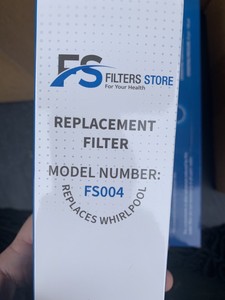 FS FILTERS STORE
For Your Health
REPLACEMENT
FILTER
MODEL NUMBER:
FS004
REPLACES WHIRLPOOL